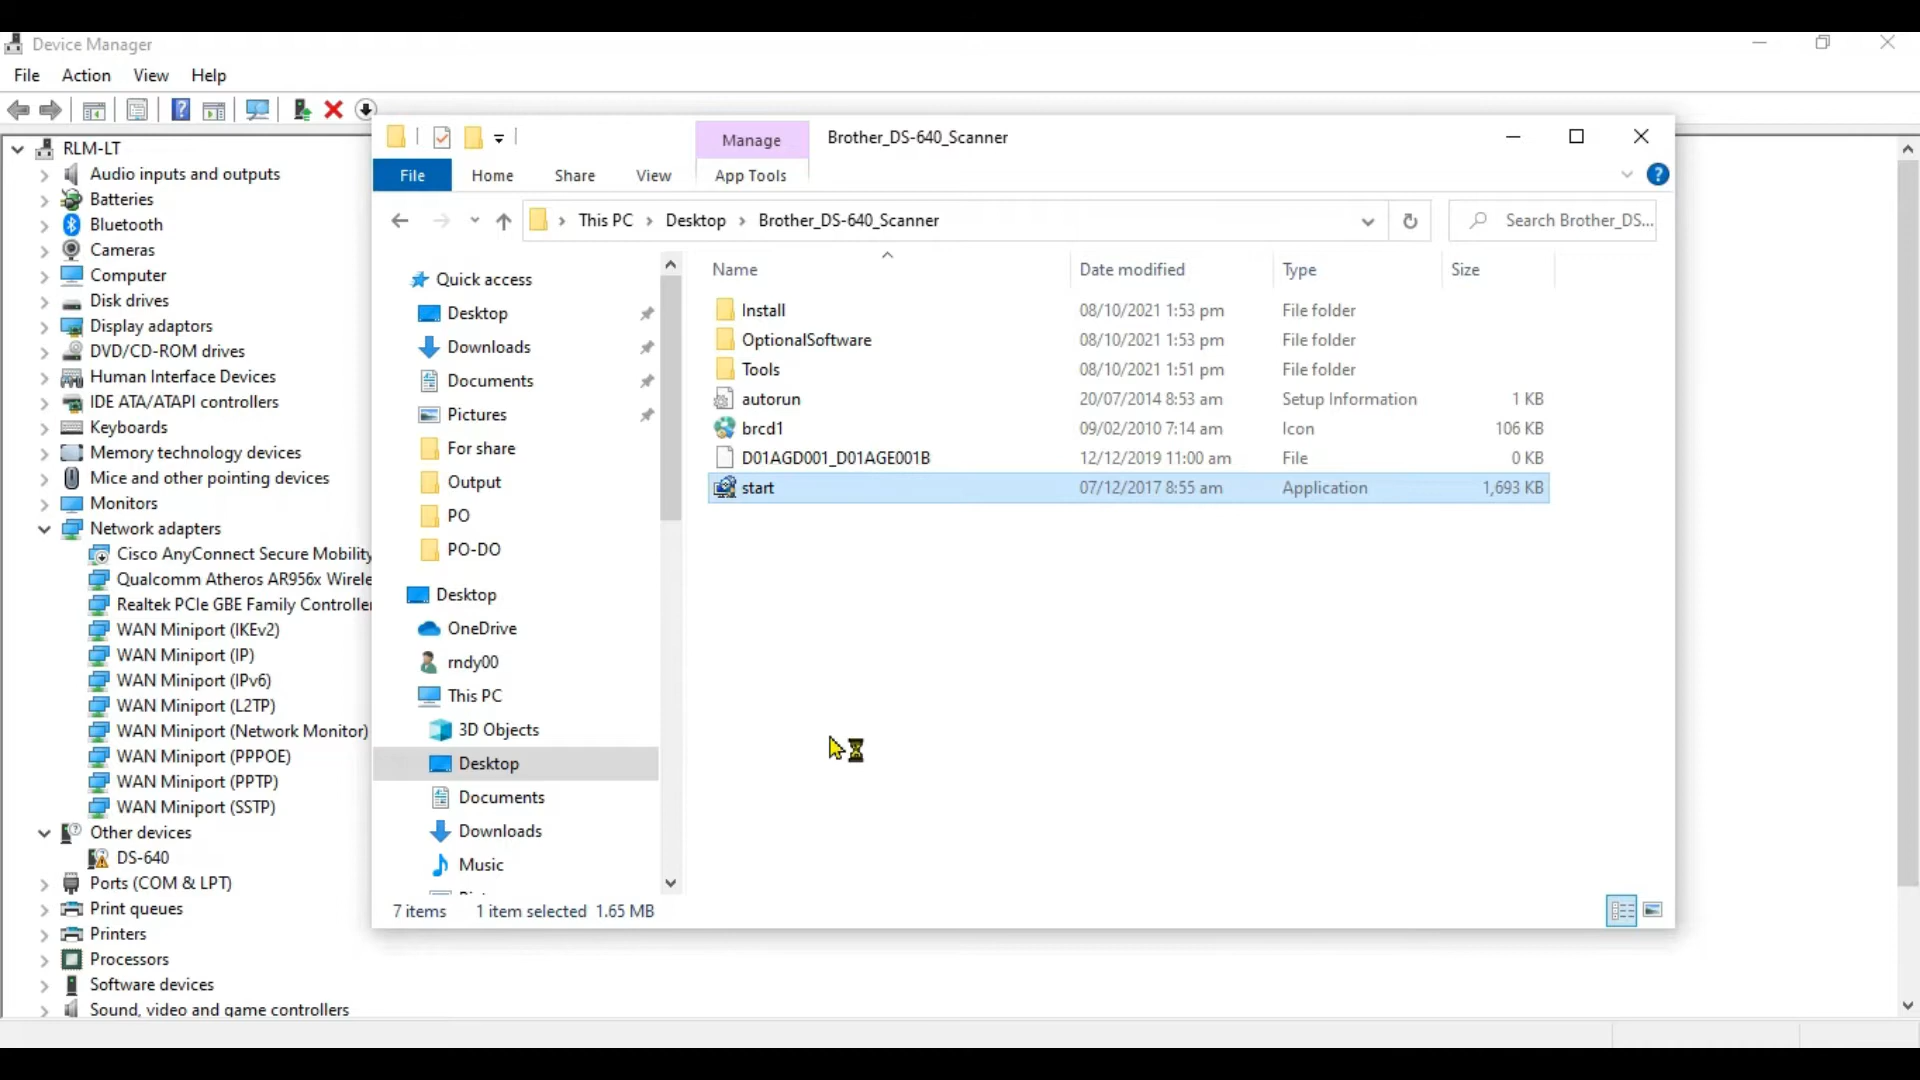 Device Manager
File Action View Help
RLM-LT
Audio inputs and outputs
Batteries
Bluetooth
Cameras
Computer
Disk drives
Display adaptors
DVD/CD-ROM drives
Human Interface Devices
IDE ATA/ATAPI controllers
Keyboards
Memory technology devices
Mice and other pointing devices
Monitors
Network adapters
Cisco AnyConnect Secure Mobility
Qualcomm Atheros AR956x Wirele
Realtek PCIe GBE Family Controller
WAN Miniport (IKEv2)
WAN Miniport (IP)
WAN Miniport (IPv6)
WAN Miniport (L2TP)
WAN Miniport (Network Monitor)
WAN Miniport (PPPOE)
WAN Miniport (PPTP)
WAN Miniport (SSTP)
Other devices
DS-640
Ports (COM & LPT)
Print queues
Printers
Processors
Software devices
Sound, video and game controllers
Manage Brother_DS-640_Scanner
File Home Share View App Tools
This PC Desktop Brother_DS-640_Scanner Search Brother_DS...
Quick access
Desktop
Downloads
Documents
Pictures
For share
Output
PO
PO-DO
Desktop
OneDrive
rndy00
This PC
3D Objects
Desktop
Documents
Downloads
Music
Name Date modified Type Size
Install 08/10/2021 1:53 pm File folder
OptionalSoftware 08/10/2021 1:53 pm File folder
Tools 08/10/2021 1:51 pm File folder
autorun 20/07/2014 8:53 am Setup Information 1 KB
brcd1 09/02/2010 7:14 am Icon 106 KB
D01AGD001_D01AGE001B 12/12/2019 11:00 am File 0 KB
start 07/12/2017 8:55 am Application 1,693 KB
7 items 1 item selected 1.65 MB